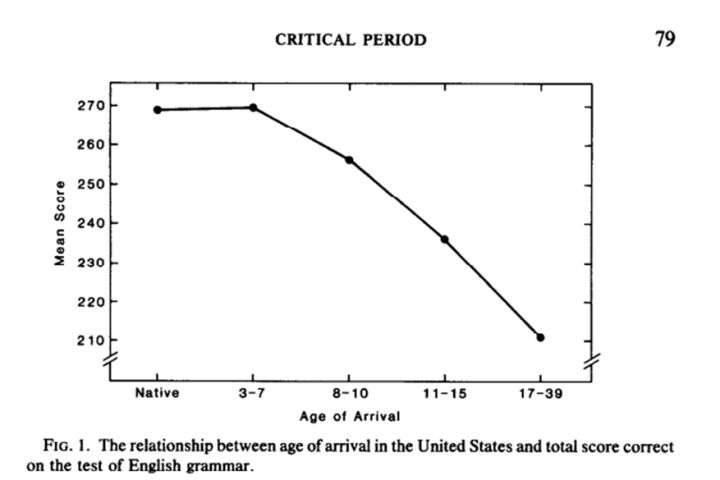 CRITICAL PERIOD 79
270
260
250
240
230
220
210
Mean Score
Native 3-7 8-10 11-15 17-39
Age of Arrival
FIG. 1. The relationship between age of arrival in the United States and total score correct
on the test of English grammar.